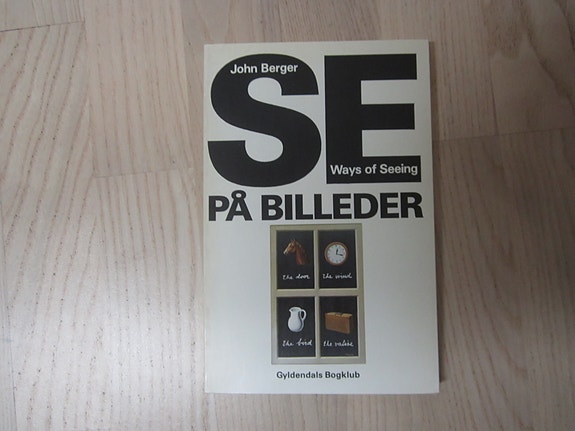 John Berger
SE
Ways of Seeing
PÅ BILLEDER
the door
the wind
the bird
the valise
Gyldendals Bogklub